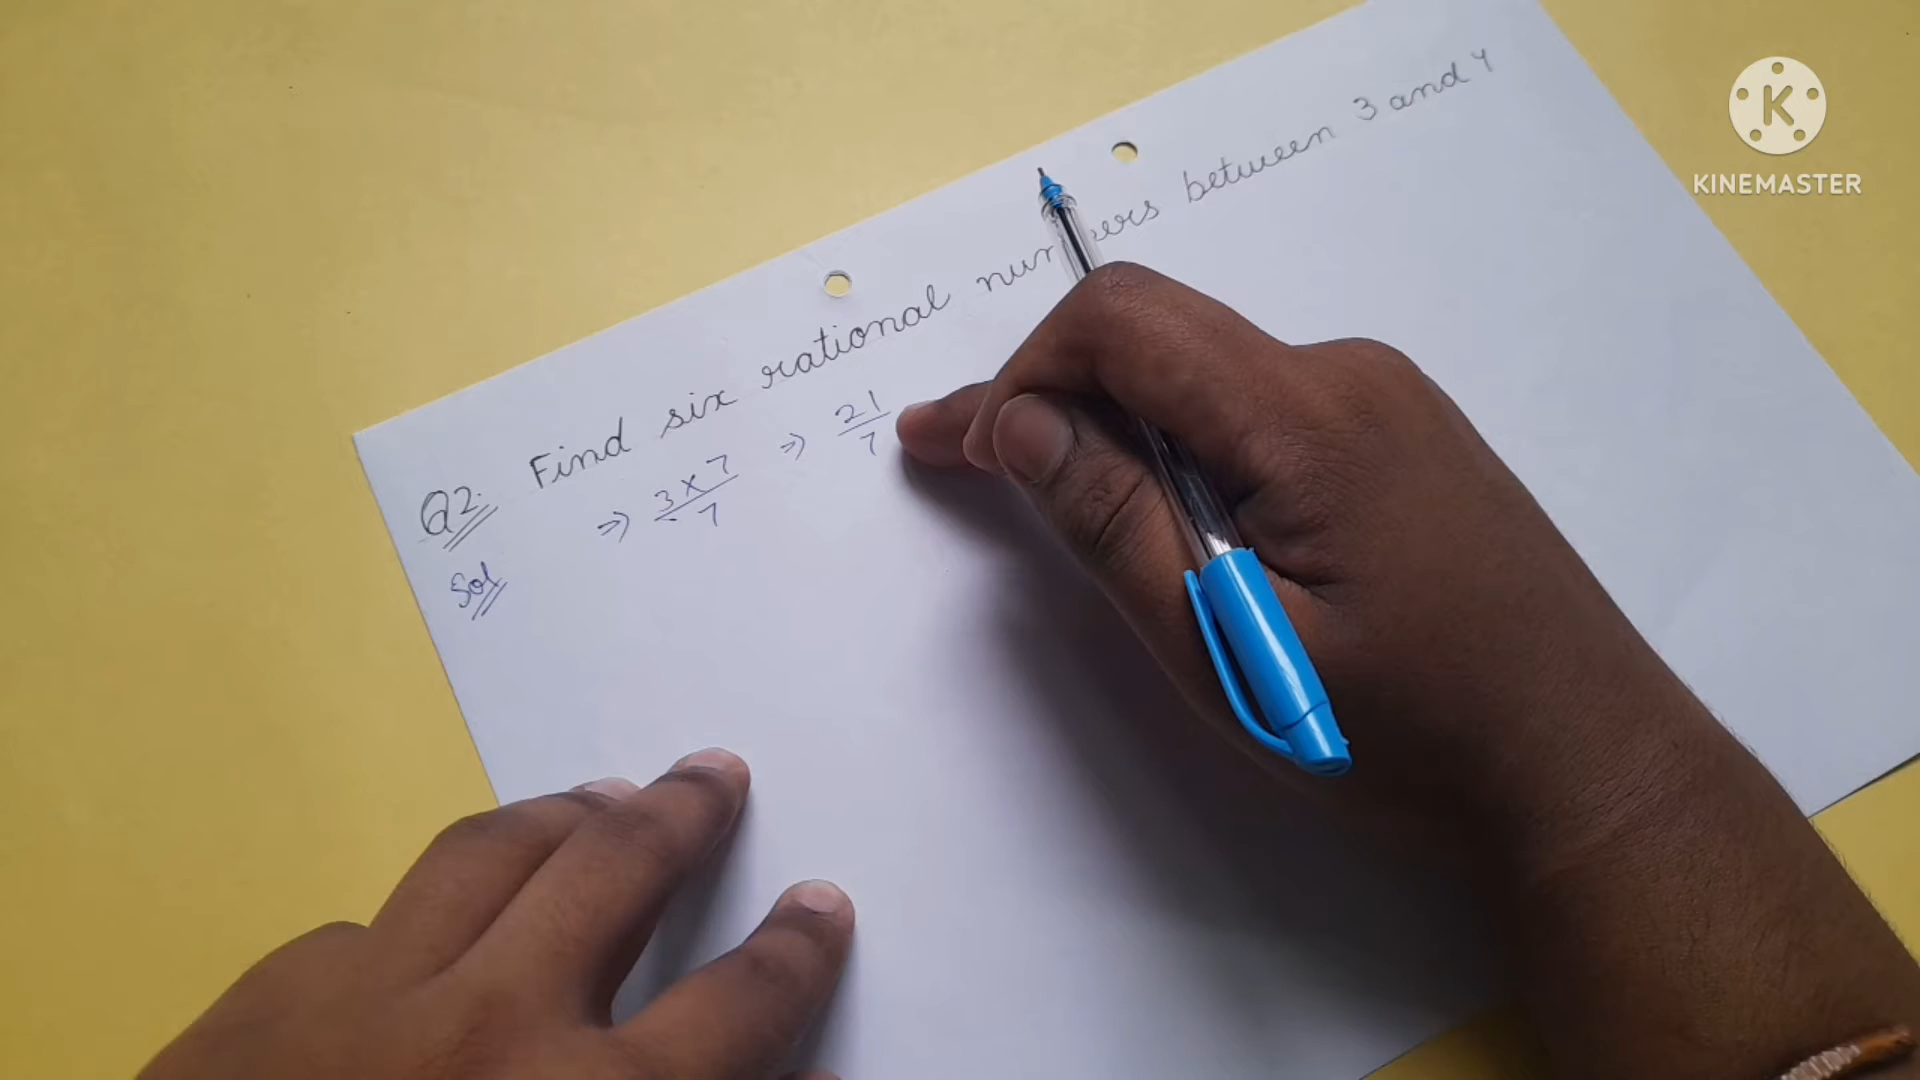 Q2. Find six rational numbers between 3 and 4
Sol ⇒ 3 x 7 / 7 ⇒ 21 / 7
K
KINEMASTER